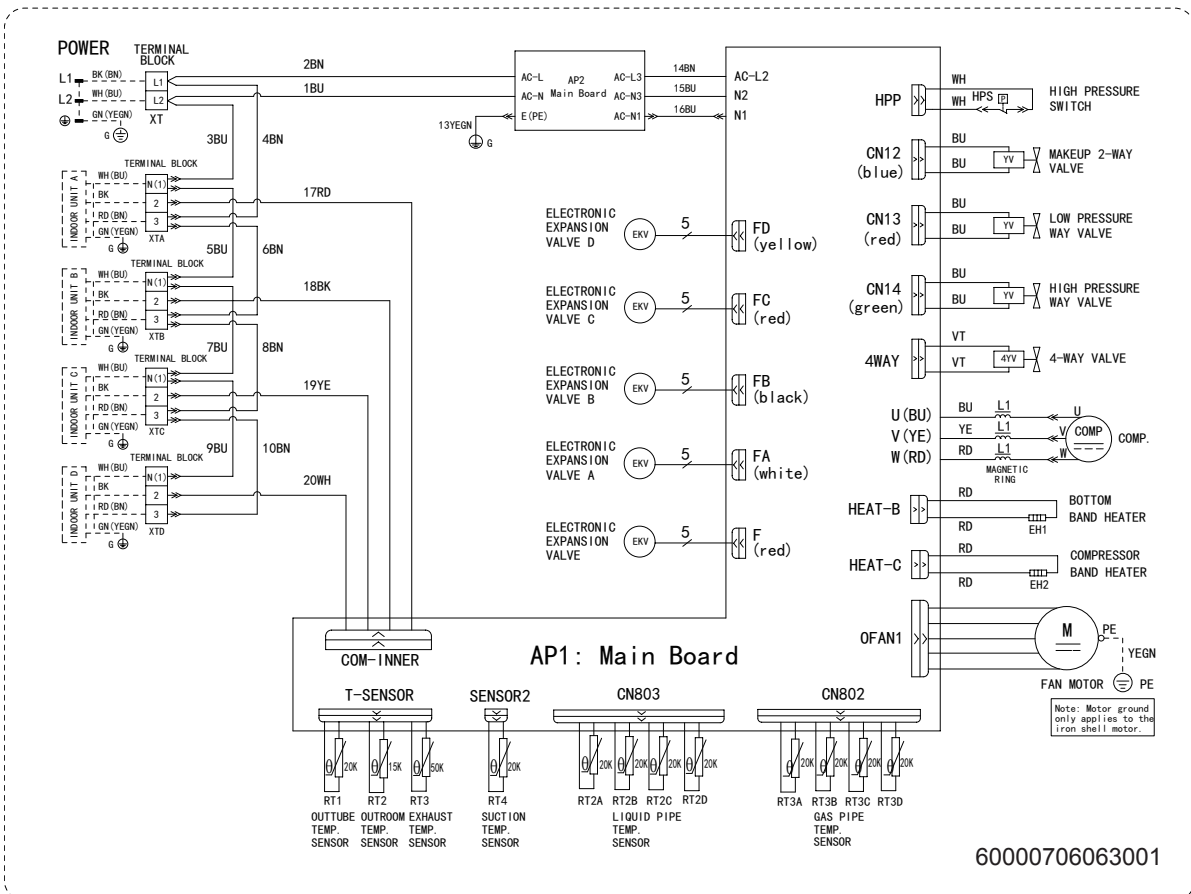 POWER
TERMINAL
BLOCK
L1
BK(BN)
L1
L2
WH(BU)
L2
GN(YEGN)
G
XT
2BN
1BU
AC-L
AC-N
E(PE)
AP2
Main Board
AC-L3
AC-N3
AC-N1
14BN
15BU
16BU
AC-L2
N2
N1
13YEGN
G
3BU
4BN
TERMINAL BLOCK
INDOOR UNIT A
WH(BU)
N(1)
BK
2
RD(BN)
3
GN(YEGN)
G
XTA
17RD
5BU
6BN
TERMINAL BLOCK
INDOOR UNIT B
WH(BU)
N(1)
BK
2
RD(BN)
3
GN(YEGN)
G
XTB
18BK
7BU
8BN
TERMINAL BLOCK
INDOOR UNIT C
WH(BU)
N(1)
BK
2
RD(BN)
3
GN(YEGN)
G
XTC
19YE
9BU
10BN
TERMINAL BLOCK
INDOOR UNIT D
WH(BU)
N(1)
BK
2
RD(BN)
3
GN(YEGN)
G
XTD
20WH
ELECTRONIC
EXPANSION
VALVE D
EKV
5
FD
(yellow)
ELECTRONIC
EXPANSION
VALVE C
EKV
5
FC
(red)
ELECTRONIC
EXPANSION
VALVE B
EKV
5
FB
(black)
ELECTRONIC
EXPANSION
VALVE A
EKV
5
FA
(white)
ELECTRONIC
EXPANSION
VALVE
EKV
5
F
(red)
HPP
WH
WH
HPS
P
HIGH PRESSURE
SWITCH
CN12
(blue)
BU
BU
YV
MAKEUP 2-WAY
VALVE
CN13
(red)
BU
BU
YV
LOW PRESSURE
WAY VALVE
CN14
(green)
BU
BU
YV
HIGH PRESSURE
WAY VALVE
4WAY
VT
VT
4YV
4-WAY VALVE
U(BU)
BU
L1
U
V(YE)
YE
L1
V
W(RD)
RD
L1
W
COMP
COMP.
MAGNETIC
RING
HEAT-B
RD
RD
EH1
BOTTOM
BAND HEATER
HEAT-C
RD
RD
EH2
COMPRESSOR
BAND HEATER
OFAN1
M
PE
YEGN
FAN MOTOR
PE
Note: Motor ground
only applies to the
iron shell motor.
COM-INNER
AP1: Main Board
T-SENSOR
SENSOR2
CN803
CN802
θ
20K
θ
15K
θ
50K
θ
20K
θ
20K
θ
20K
θ
20K
θ
20K
θ
20K
θ
20K
θ
20K
θ
20K
RT1
OUTTUBE
TEMP.
SENSOR
RT2
OUTROOM
TEMP.
SENSOR
RT3
EXHAUST
TEMP.
SENSOR
RT4
SUCTION
TEMP.
SENSOR
RT2A
RT2B
RT2C
RT2D
LIQUID PIPE
TEMP.
SENSOR
RT3A
RT3B
RT3C
RT3D
GAS PIPE
TEMP.
SENSOR
60000706063001